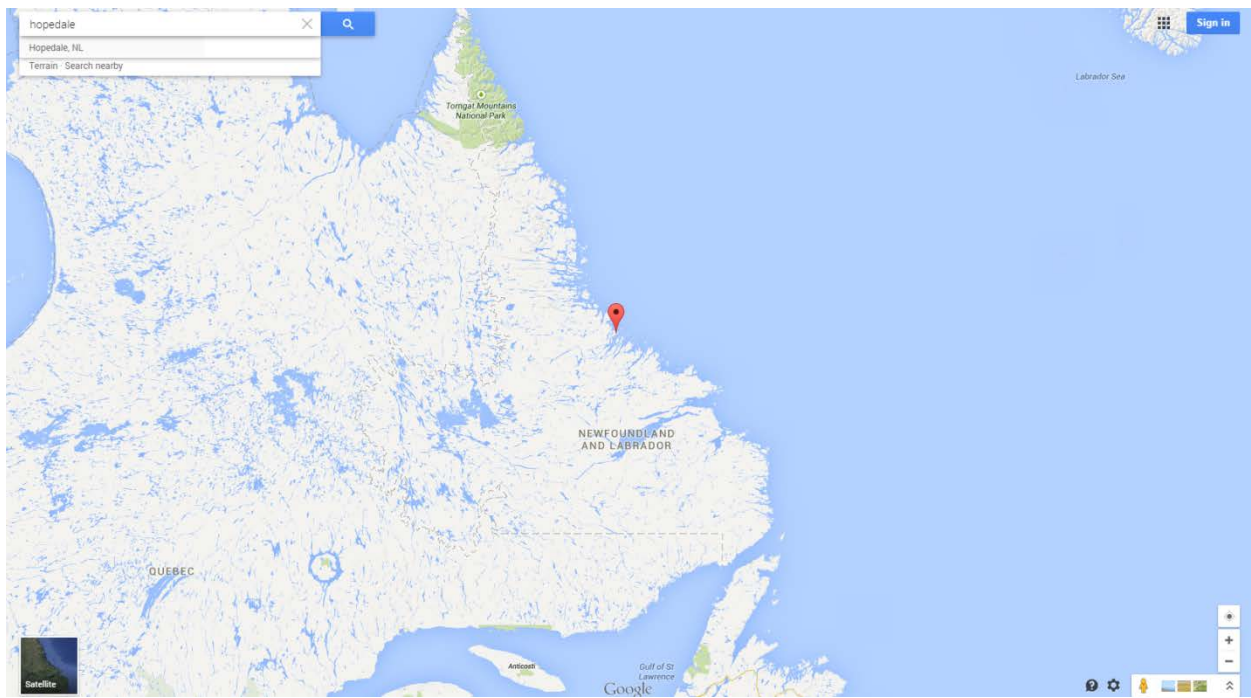 hopedale
Sign in
Hopedale, NL
Terrain · Search nearby
Labrador Sea
Torngat Mountains
National Park
NEWFOUNDLAND
AND LABRADOR
QUEBEC
Satellite
Anticosti
Gulf of St
Lawrence
Google